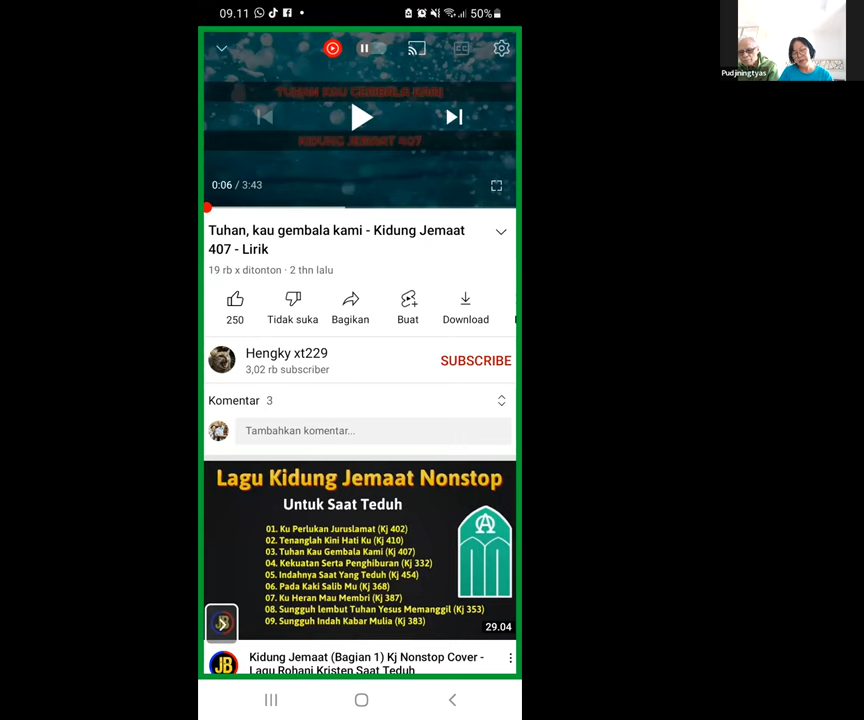 09.11
50%
TUHAN KAU GEMBALA KAMI
KIDUNG JEMAAT 407
0:06 / 3:43
Tuhan, kau gembala kami - Kidung Jemaat
407 - Lirik
19 rb x ditonton · 2 thn lalu
250
Tidak suka
Bagikan
Buat
Download
Hengky xt229
3,02 rb subscriber
SUBSCRIBE
Komentar 3
Tambahkan komentar...
Lagu Kidung Jemaat Nonstop
Untuk Saat Teduh
01. Ku Perlukan Juruslamat (Kj 402)
02. Tenanglah Kini Hati Ku (Kj 410)
03. Tuhan Kau Gembala Kami (Kj 407)
04. Kekuatan Serta Penghiburan (Kj 332)
05. Indahnya Saat Yang Teduh (Kj 454)
06. Pada Kaki Salib Mu (Kj 368)
07. Ku Heran Mau Membri (Kj 387)
08. Sungguh lembut Tuhan Yesus Memanggil (Kj 353)
09. Sungguh Indah Kabar Mulia (Kj 383)
29.04
JB
Kidung Jemaat (Bagian 1) Kj Nonstop Cover -
Lagu Rohani Kristen Saat Teduh
Pudjiningtyas